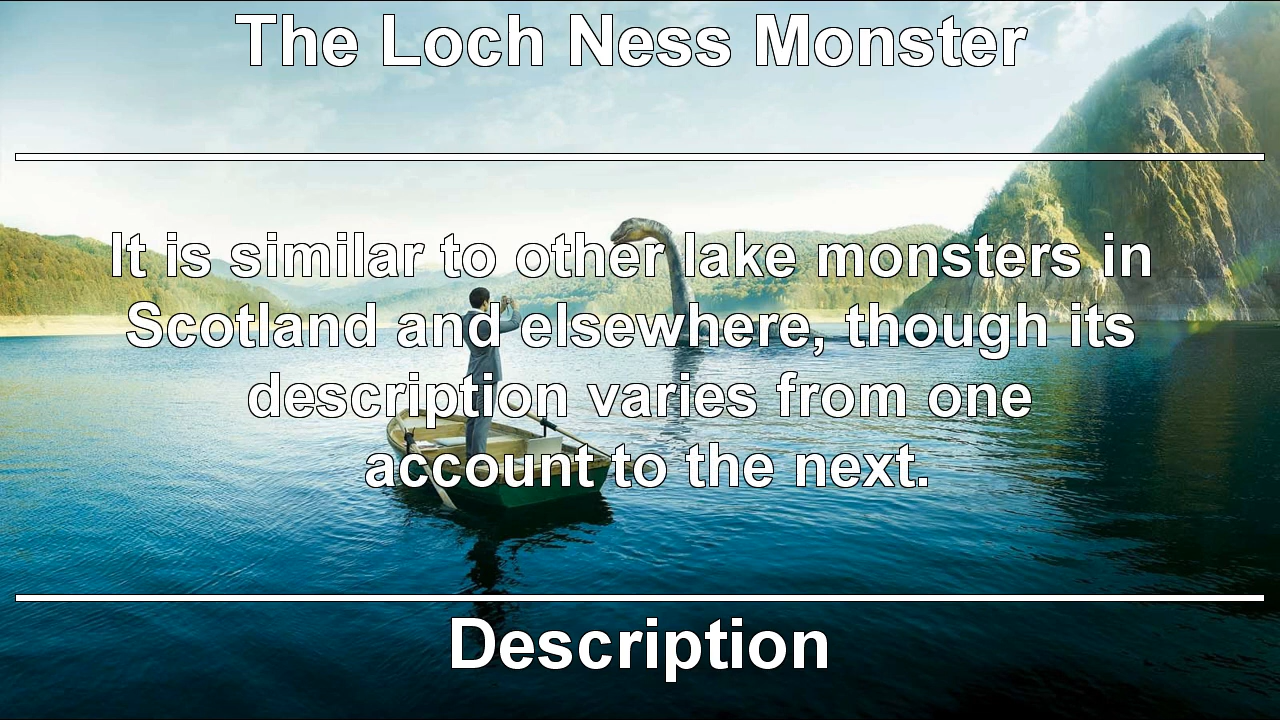 The Loch Ness Monster
It is similar to other lake monsters in
Scotland and elsewhere, though its
description varies from one
account to the next.
Description